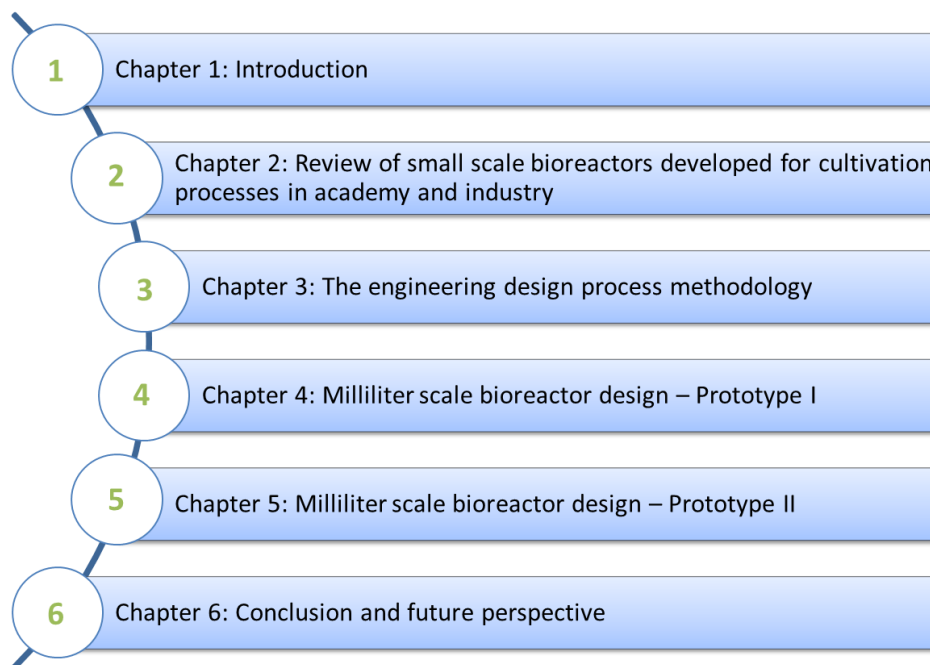 1
Chapter 1: Introduction
2
Chapter 2: Review of small scale bioreactors developed for cultivation
processes in academy and industry
3
Chapter 3: The engineering design process methodology
4
Chapter 4: Milliliter scale bioreactor design – Prototype I
5
Chapter 5: Milliliter scale bioreactor design – Prototype II
6
Chapter 6: Conclusion and future perspective